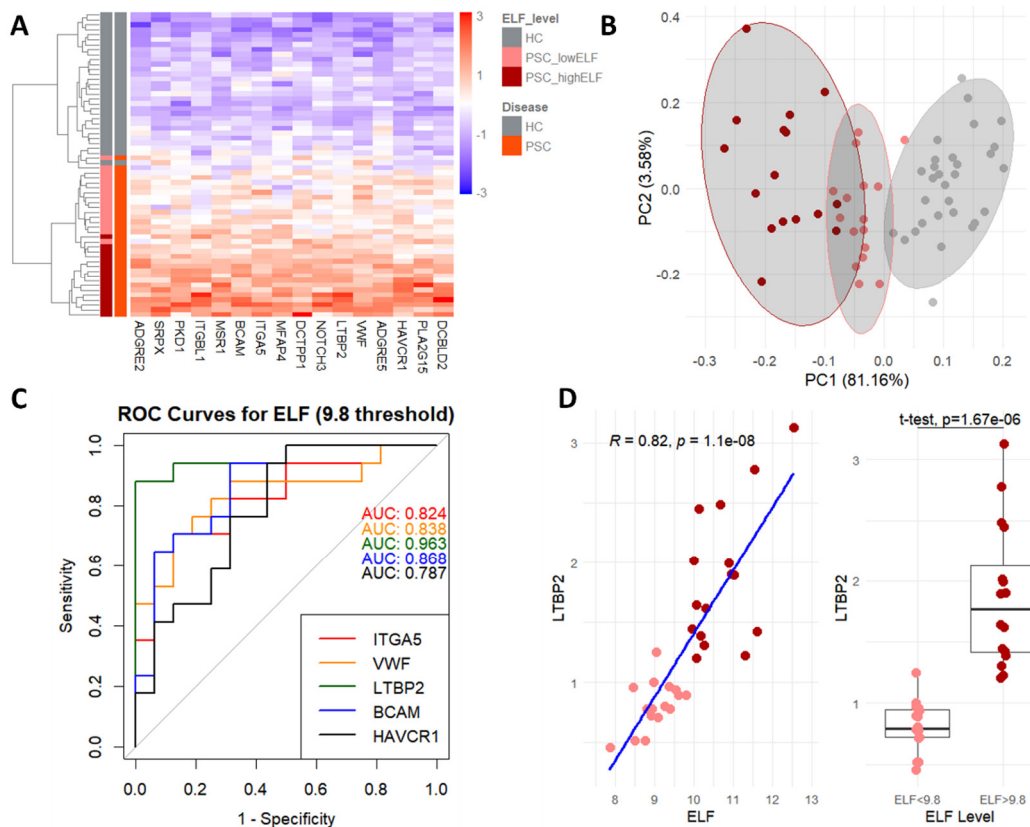 A
ELF_level
HC
PSC_lowELF
PSC_highELF
Disease
HC
PSC
3
1
-1
-3
ADGRE2
SRPX
PKD1
ITGBL1
MSR1
BCAM
ITGA5
MFAP4
DCTPP1
NOTCH3
LTBP2
VWF
ADGRE5
HAVCR1
PLA2G15
DCBLD2
B
PC2 (3.58%)
0.4
0.2
0.0
-0.2
-0.3
-0.2
-0.1
0.0
0.1
0.2
PC1 (81.16%)
C
ROC Curves for ELF (9.8 threshold)
Sensitivity
1.0
0.8
0.6
0.4
0.2
0.0
AUC: 0.824
AUC: 0.838
AUC: 0.963
AUC: 0.868
AUC: 0.787
ITGA5
VWF
LTBP2
BCAM
HAVCR1
0.0
0.2
0.4
0.6
0.8
1.0
1 - Specificity
D
R = 0.82, p = 1.1e-08
LTBP2
3
2
1
8
9
10
11
12
13
ELF
t-test, p=1.67e-06
LTBP2
3
2
1
ELF<9.8
ELF>9.8
ELF Level